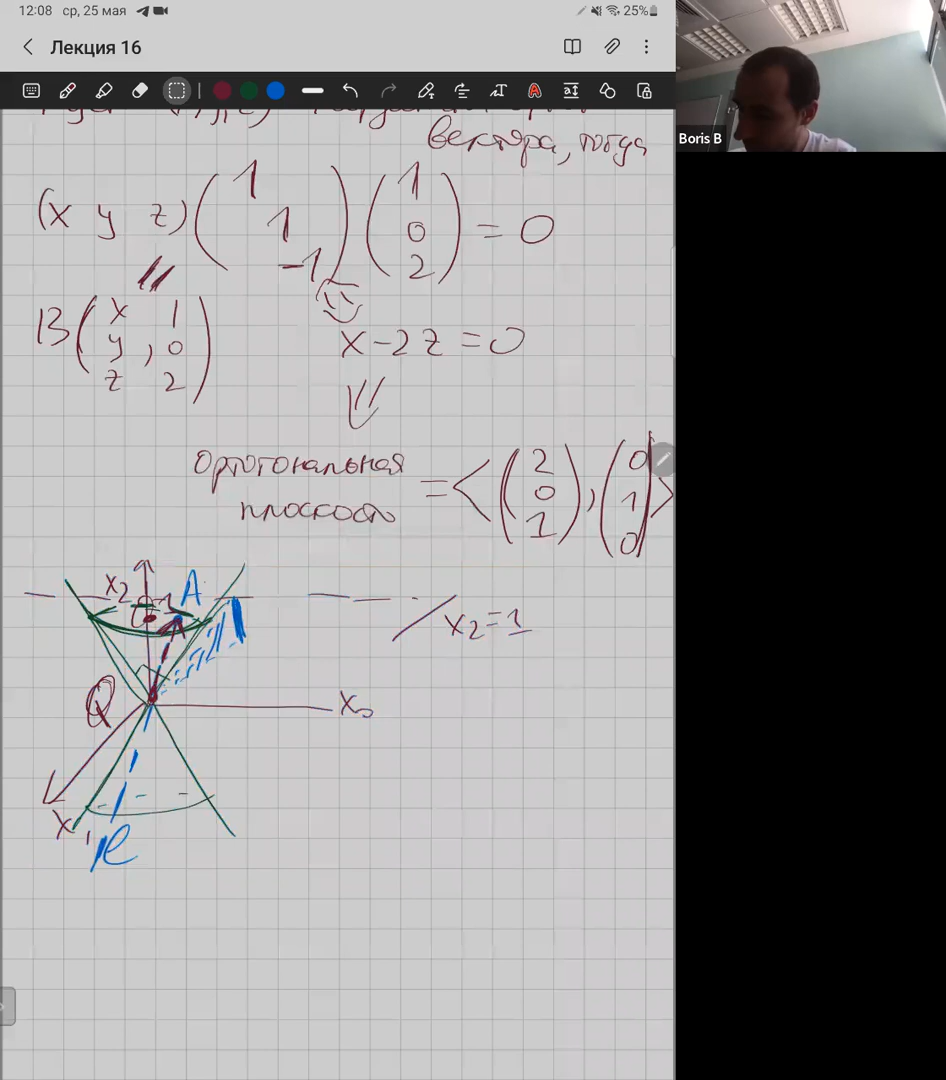 12:08 ср, 25 мая
25%
Лекция 16
Boris B
вектора, тогда
(x y z) ( 1 1 -1 ) ( 1 0 2 ) = 0
B ( x 1
y , 0
z 2 )
x - 2z = 0
ортогональная
плоскость
= < ( 2 0 1 ) , ( 0 1 0 ) >
x2 1 A
x2 = 1
Q
x0
x1
l